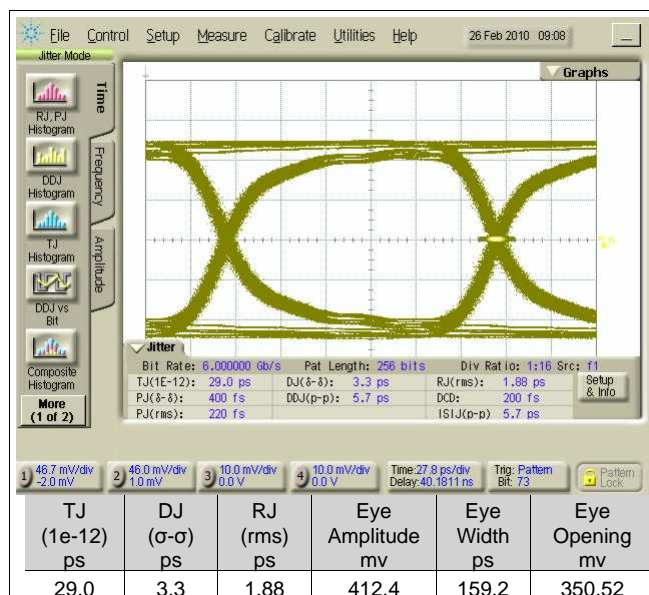 File Control Setup Measure Calibrate Utilities Help 26 Feb 2010 09:08
Jitter Mode
Graphs
RJ, PJ
Histogram
DDJ
Histogram
TJ
Histogram
DDJ vs
Bit
Composite
Histogram
More
(1 of 2)
Time
Frequency
Amplitude
Jitter
Bit Rate: 6.000000 Gb/s Pat Length: 256 bits Div Ratio: 1:16 Src: f1
TJ(1E-12): 29.0 ps DJ(δ-δ): 3.3 ps RJ(rms): 1.88 ps
PJ(δ-δ): 400 fs DDJ(p-p): 5.7 ps DCD: 200 fs
PJ(rms): 220 fs ISIJ(p-p) 5.7 ps
Setup
& Info
1) 46.7 mV/div -2.0 mV
2) 46.0 mV/div 1.0 mV
3) 10.0 mV/div 0.0 V
4) 10.0 mV/div 0.0 V
Time:27.8 ps/div Delay:40.1811 ns
Trig: Pattern Bit: 73
Pattern Lock
TJ (1e-12) ps
DJ (σ-σ) ps
RJ (rms) ps
Eye Amplitude mv
Eye Width ps
Eye Opening mv
29.0 3.3 1.88 412.4 159.2 350.52